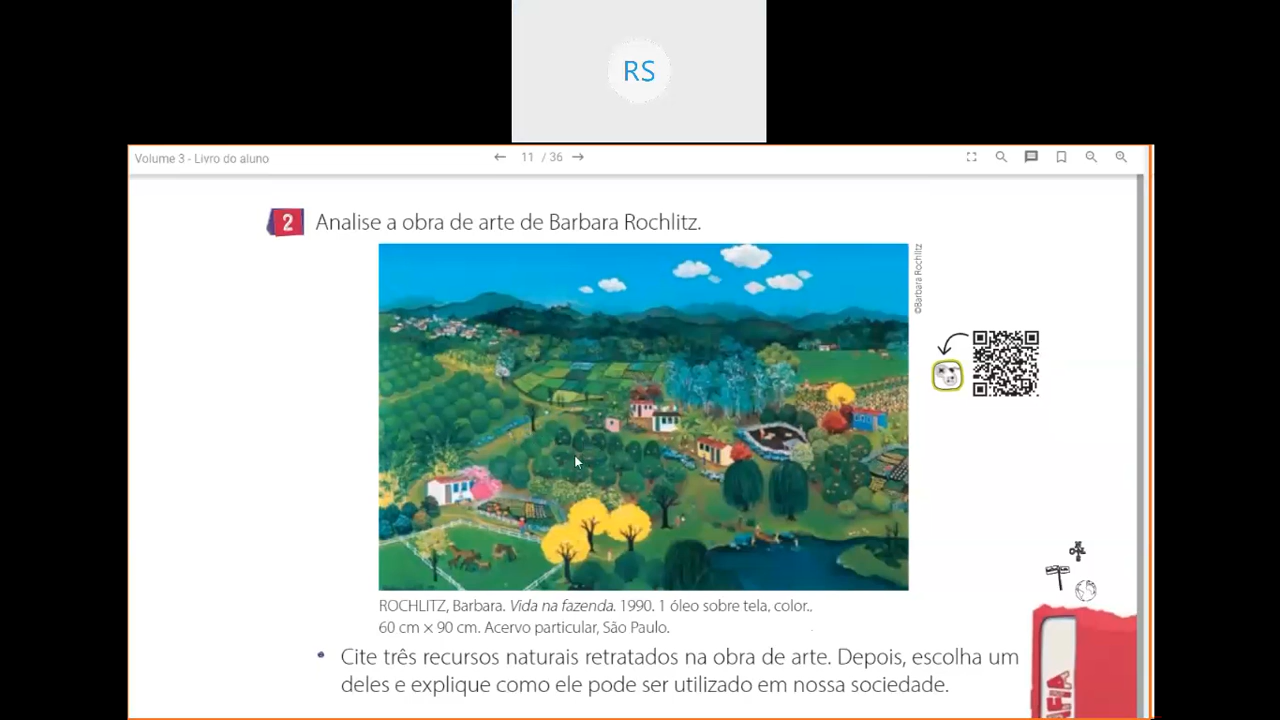 RS
Volume 3 - Livro do aluno
11 / 36
2 Analise a obra de arte de Barbara Rochlitz.
©Barbara Rochlitz
ROCHLITZ, Barbara. Vida na fazenda. 1990. 1 óleo sobre tela, color..
60 cm × 90 cm. Acervo particular, São Paulo.
• Cite três recursos naturais retratados na obra de arte. Depois, escolha um
deles e explique como ele pode ser utilizado em nossa sociedade.